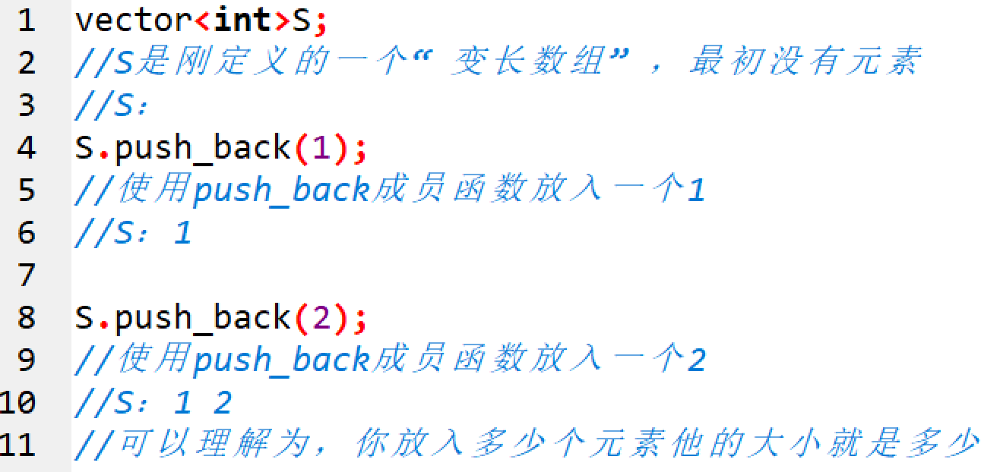 1 vector<int>S;
2 //S是刚定义的一个“变长数组”，最初没有元素
3 //S：
4 S.push_back(1);
5 //使用push_back成员函数放入一个1
6 //S：1
7
8 S.push_back(2);
9 //使用push_back成员函数放入一个2
10 //S：1 2
11 //可以理解为，你放入多少个元素他的大小就是多少